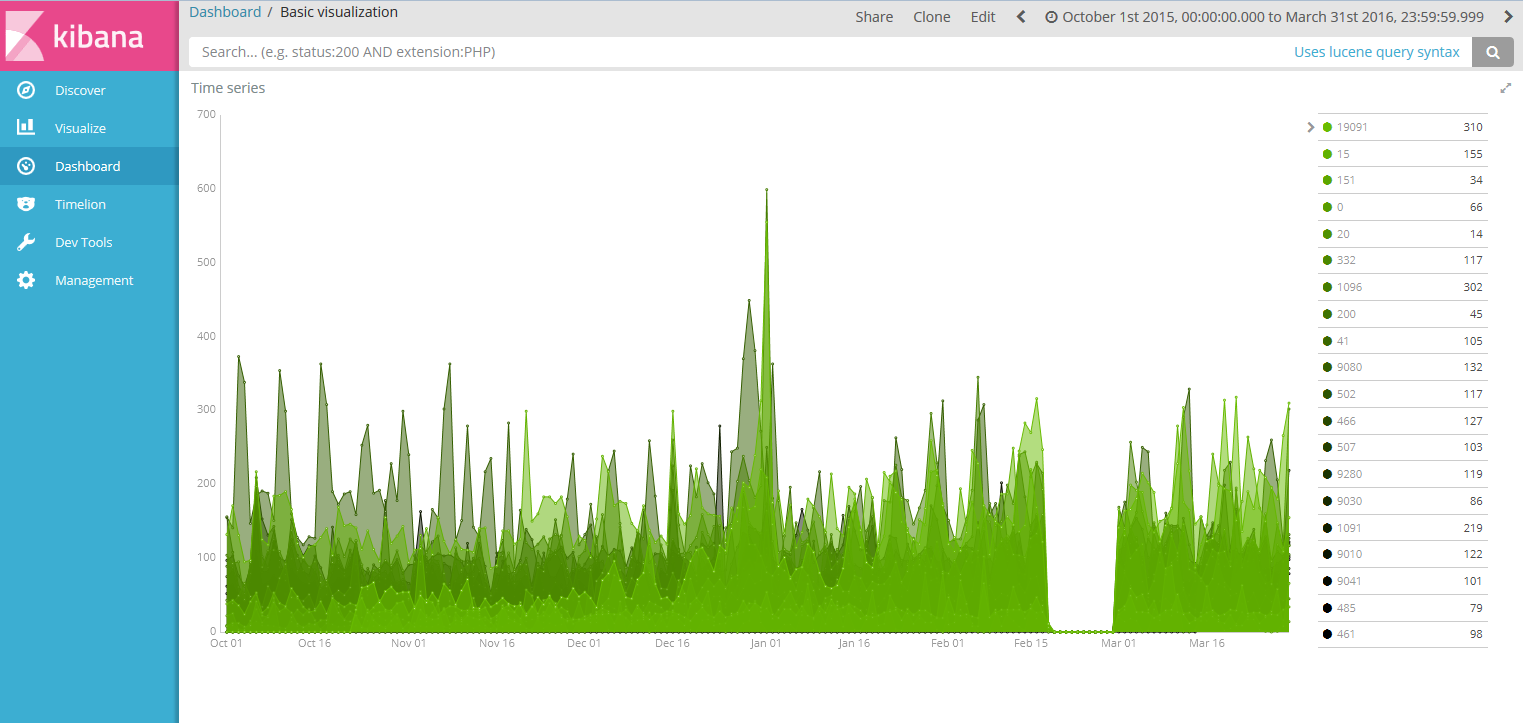 kibana
Discover
Visualize
Dashboard
Timelion
Dev Tools
Management
Dashboard / Basic visualization
Share Clone Edit October 1st 2015, 00:00:00.000 to March 31st 2016, 23:59:59.999
Search... (e.g. status:200 AND extension:PHP) Uses lucene query syntax
Time series
700
600
500
400
300
200
100
0
Oct 01 Oct 16 Nov 01 Nov 16 Dec 01 Dec 16 Jan 01 Jan 16 Feb 01 Feb 15 Mar 01 Mar 16
19091 310
15 155
151 34
0 66
20 14
332 117
1096 302
200 45
41 105
9080 132
502 117
466 127
507 103
9280 119
9030 86
1091 219
9010 122
9041 101
485 79
461 98